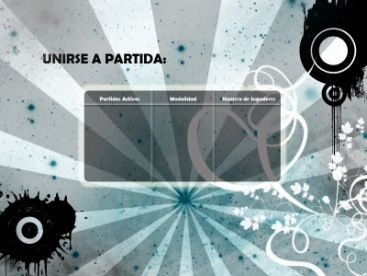 UNIRSE A PARTIDA:
Partidas Activas Modalidad Número de Jugadores